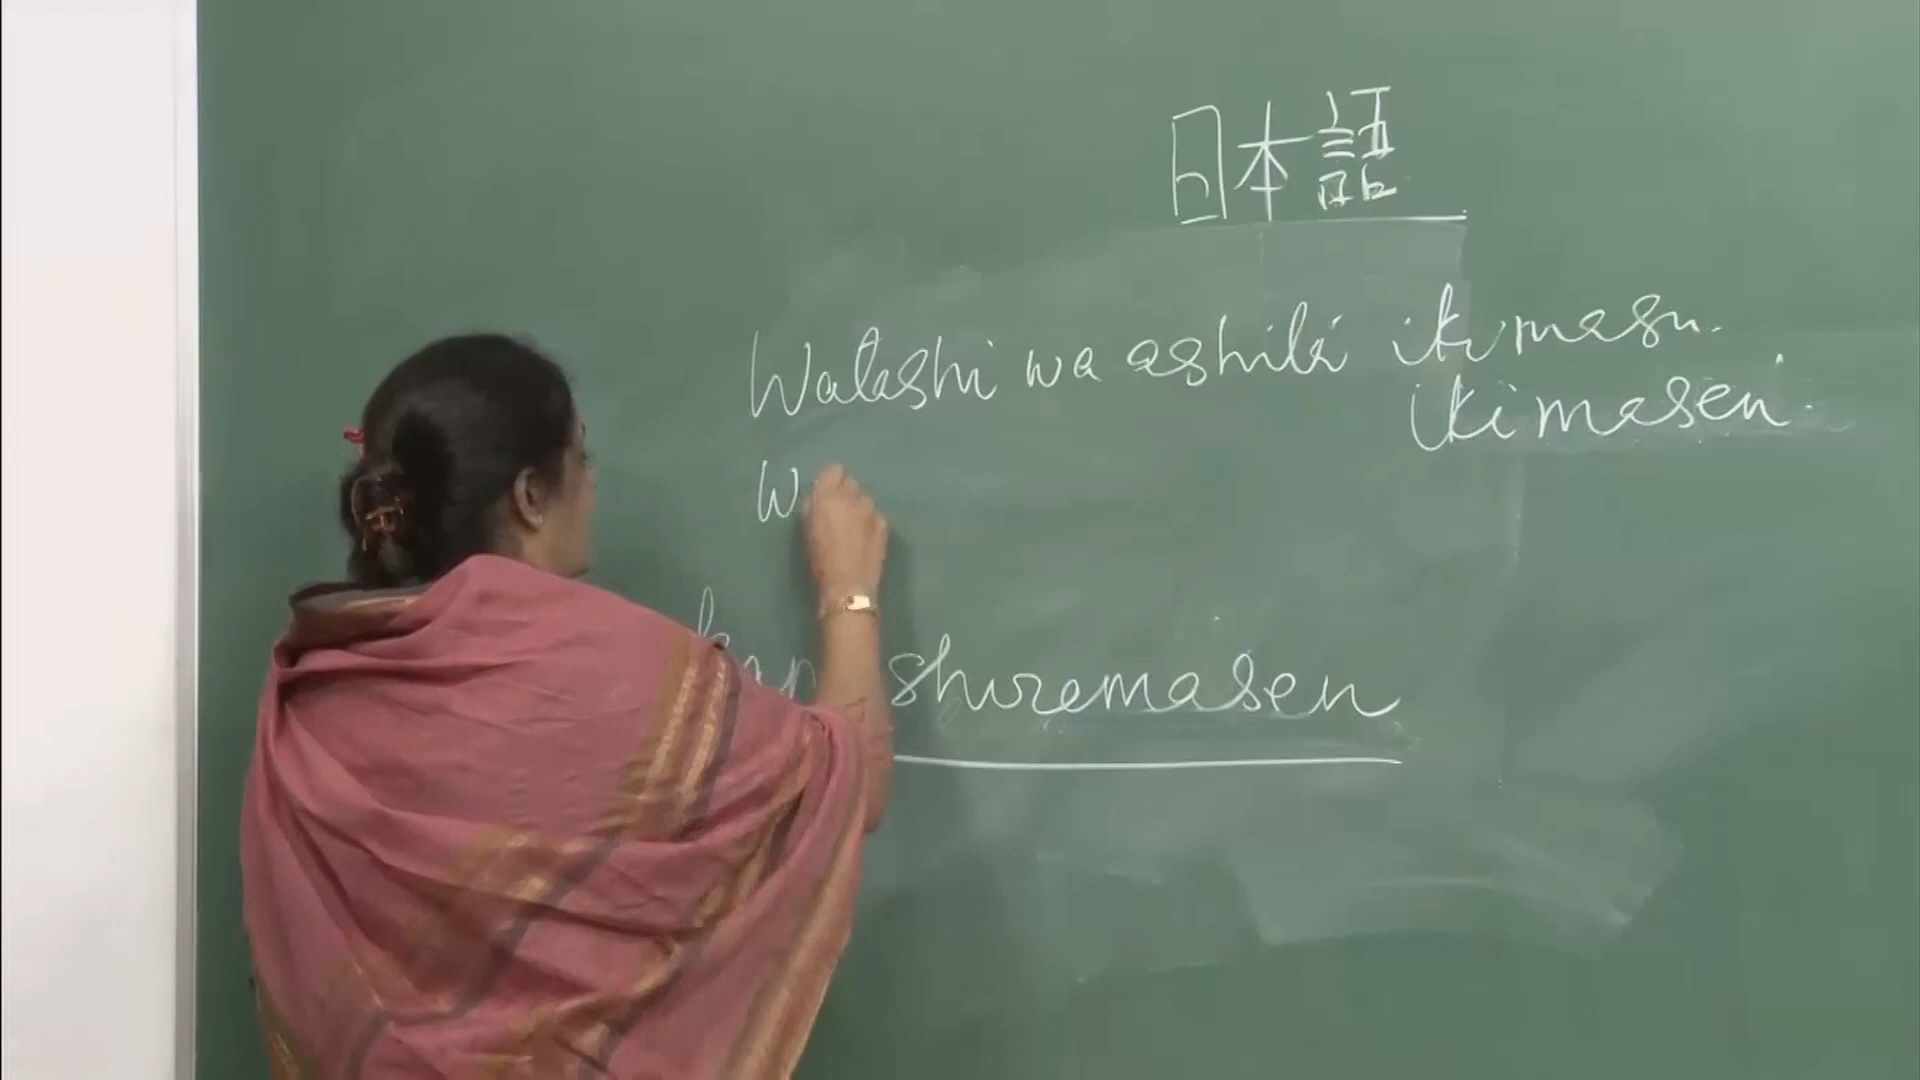 日本語
Watashi wa ashita ikimasu.
ikimasen.
W
shiremasen